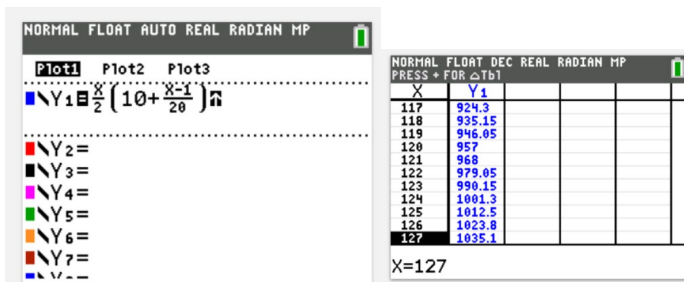 NORMAL FLOAT AUTO REAL RADIAN MP
Plot1 Plot2 Plot3
\Y1=X/2(10+(X-1)/20)
\Y2=
\Y3=
\Y4=
\Y5=
\Y6=
\Y7=
NORMAL FLOAT DEC REAL RADIAN MP
PRESS + FOR △Tbl
X Y1
117 924.3
118 935.15
119 946.05
120 957
121 968
122 979.05
123 990.15
124 1001.3
125 1012.5
126 1023.8
127 1035.1
X=127